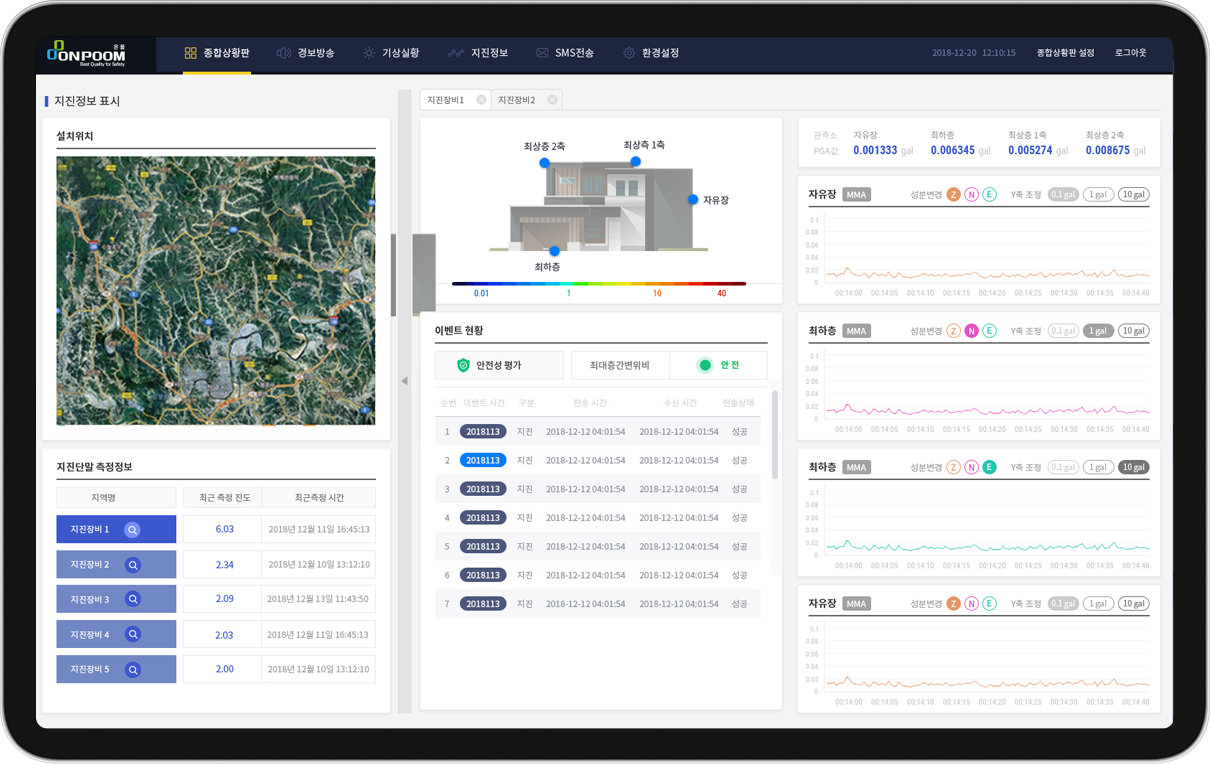 온품
ONPOOM
Best Quality for Safety
종합상황판 경보방송 기상실황 지진정보 SMS전송 환경설정
2018-12-20 12:10:15 종합상황판 설정 로그아웃
지진정보 표시
설치위치
지진단말 측정정보
지역명 최근 측정 진도 최근측정 시간
지진장비 1 6.03 2018년 12월 11일 16:45:13
지진장비 2 2.34 2018년 12월 10일 13:12:10
지진장비 3 2.09 2018년 12월 13일 11:43:50
지진장비 4 2.03 2018년 12월 11일 16:45:13
지진장비 5 2.00 2018년 12월 10일 13:12:10
지진장비1 지진장비2
최상층 2축 최상층 1축
자유장
최하층
0.01 1 10 40
이벤트 현황
안전성 평가 최대층간변위비 안 전
순번 이벤트 시간 구분 전송 시간 수신 시간 전송상태
1 2018113 지진 2018-12-12 04:01:54 2018-12-12 04:01:54 성공
2 2018113 지진 2018-12-12 04:01:54 2018-12-12 04:01:54 성공
3 2018113 지진 2018-12-12 04:01:54 2018-12-12 04:01:54 성공
4 2018113 지진 2018-12-12 04:01:54 2018-12-12 04:01:54 성공
5 2018113 지진 2018-12-12 04:01:54 2018-12-12 04:01:54 성공
6 2018113 지진 2018-12-12 04:01:54 2018-12-12 04:01:54 성공
7 2018113 지진 2018-12-12 04:01:54 2018-12-12 04:01:54 성공
관측소 자유장 최하층 최상층 1축 최상층 2축
PGA값 0.001333 gal 0.006345 gal 0.005274 gal 0.008675 gal
자유장 MMA 성분변경 Z N E Y축 조정 0.1 gal 1 gal 10 gal
0.1
0.08
0.06
0.04
0.02
0
00:14:00 00:14:05 00:14:10 00:14:15 00:14:20 00:14:25 00:14:30 00:14:35 00:14:40
최하층 MMA 성분변경 Z N E Y축 조정 0.1 gal 1 gal 10 gal
0.1
0.08
0.06
0.04
0.02
0
00:14:00 00:14:05 00:14:10 00:14:15 00:14:20 00:14:25 00:14:30 00:14:35 00:14:40
최하층 MMA 성분변경 Z N E Y축 조정 0.1 gal 1 gal 10 gal
0.1
0.08
0.06
0.04
0.02
0
00:14:00 00:14:05 00:14:10 00:14:15 00:14:20 00:14:25 00:14:30 00:14:35 00:14:40
자유장 MMA 성분변경 Z N E Y축 조정 0.1 gal 1 gal 10 gal
0.1
0.08
0.06
0.04
0.02
0
00:14:00 00:14:05 00:14:10 00:14:15 00:14:20 00:14:25 00:14:30 00:14:35 00:14:40